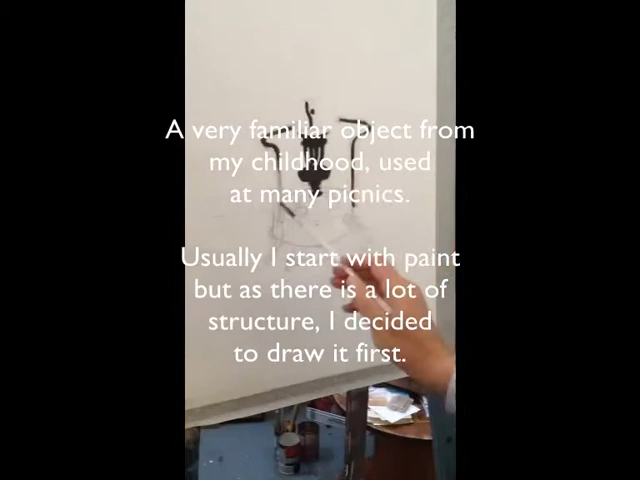 A very familiar object from
my childhood, used
at many picnics.
Usually I start with paint
but as there is a lot of
structure, I decided
to draw it first.